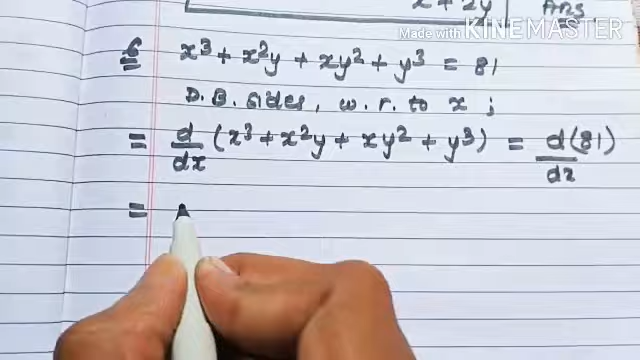 x + 2y Ans
Made with KINEMASTER
6 x³ + x²y + xy² + y³ = 81
D. B. sides, w. r. to x ;
= d/dx (x³ + x²y + xy² + y³) = d(81)/dx
=